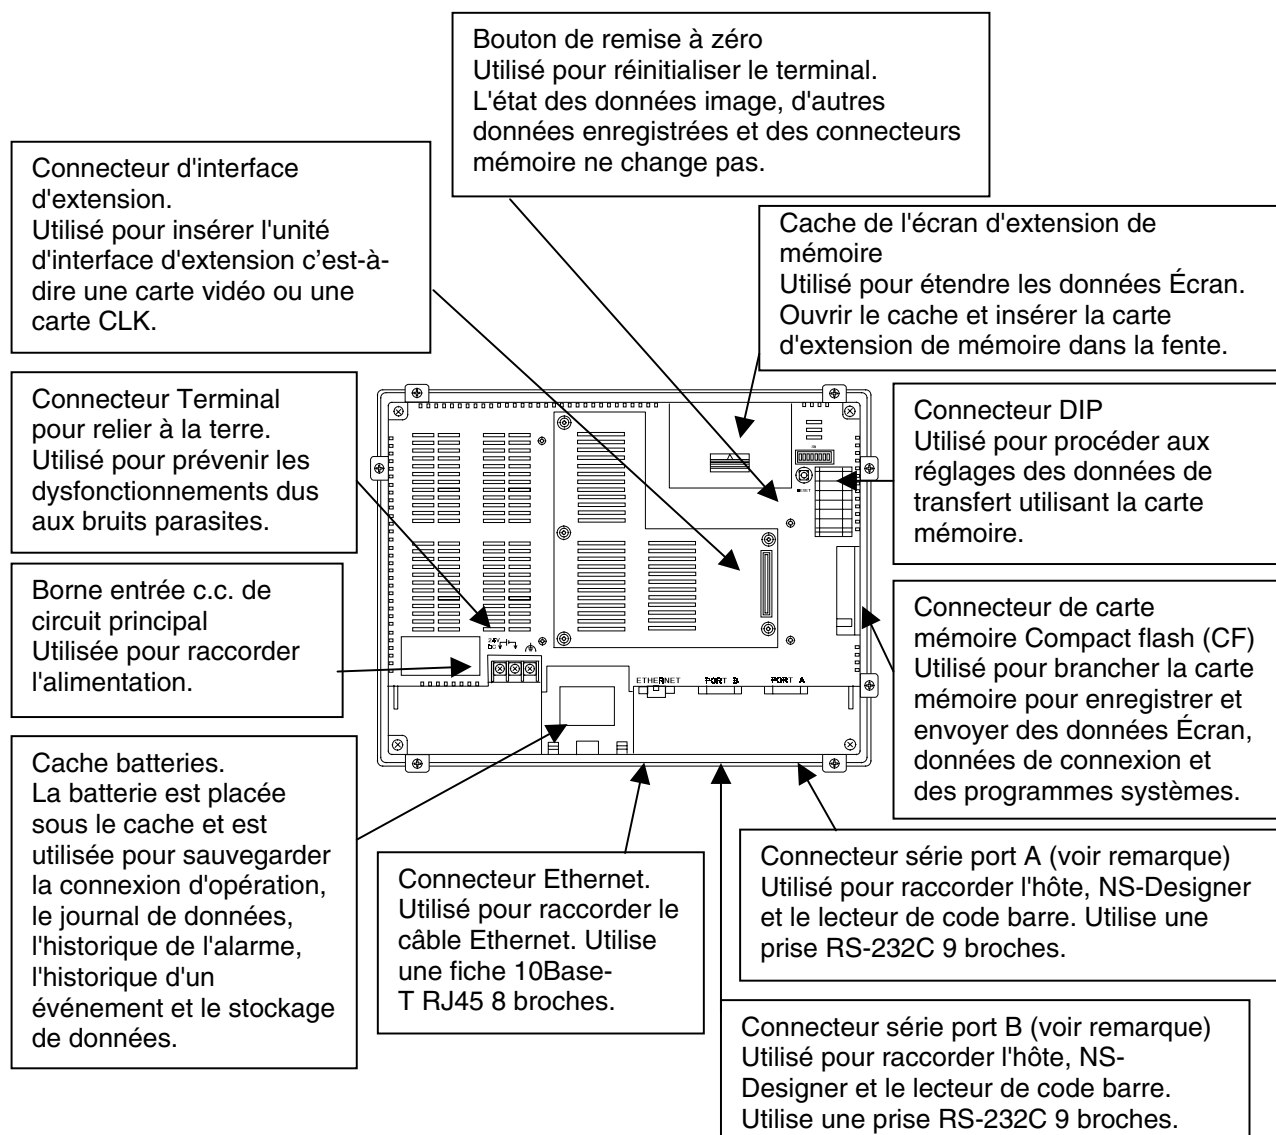 Bouton de remise à zéro
Utilisé pour réinitialiser le terminal.
L'état des données image, d'autres
données enregistrées et des connecteurs
mémoire ne change pas.
Connecteur d'interface
d'extension.
Utilisé pour insérer l'unité
d'interface d'extension c’est-à-
dire une carte vidéo ou une
carte CLK.
Cache de l'écran d'extension de
mémoire
Utilisé pour étendre les données Écran.
Ouvrir le cache et insérer la carte
d'extension de mémoire dans la fente.
Connecteur Terminal
pour relier à la terre.
Utilisé pour prévenir les
dysfonctionnements dus
aux bruits parasites.
Connecteur DIP
Utilisé pour procéder aux
réglages des données de
transfert utilisant la carte
mémoire.
Borne entrée c.c. de
circuit principal
Utilisée pour raccorder
l'alimentation.
Connecteur de carte
mémoire Compact flash (CF)
Utilisé pour brancher la carte
mémoire pour enregistrer et
envoyer des données Écran,
données de connexion et
des programmes systèmes.
24V
DC
ETHERNET
PORT B
PORT A
Cache batteries.
La batterie est placée
sous le cache et est
utilisée pour sauvegarder
la connexion d'opération,
le journal de données,
l'historique de l'alarme,
l'historique d'un
événement et le stockage
de données.
Connecteur Ethernet.
Utilisé pour raccorder le
câble Ethernet. Utilise
une fiche 10Base-
T RJ45 8 broches.
Connecteur série port A (voir remarque)
Utilisé pour raccorder l'hôte, NS-Designer
et le lecteur de code barre. Utilise une
prise RS-232C 9 broches.
Connecteur série port B (voir remarque)
Utilisé pour raccorder l'hôte, NS-
Designer et le lecteur de code barre.
Utilise une prise RS-232C 9 broches.